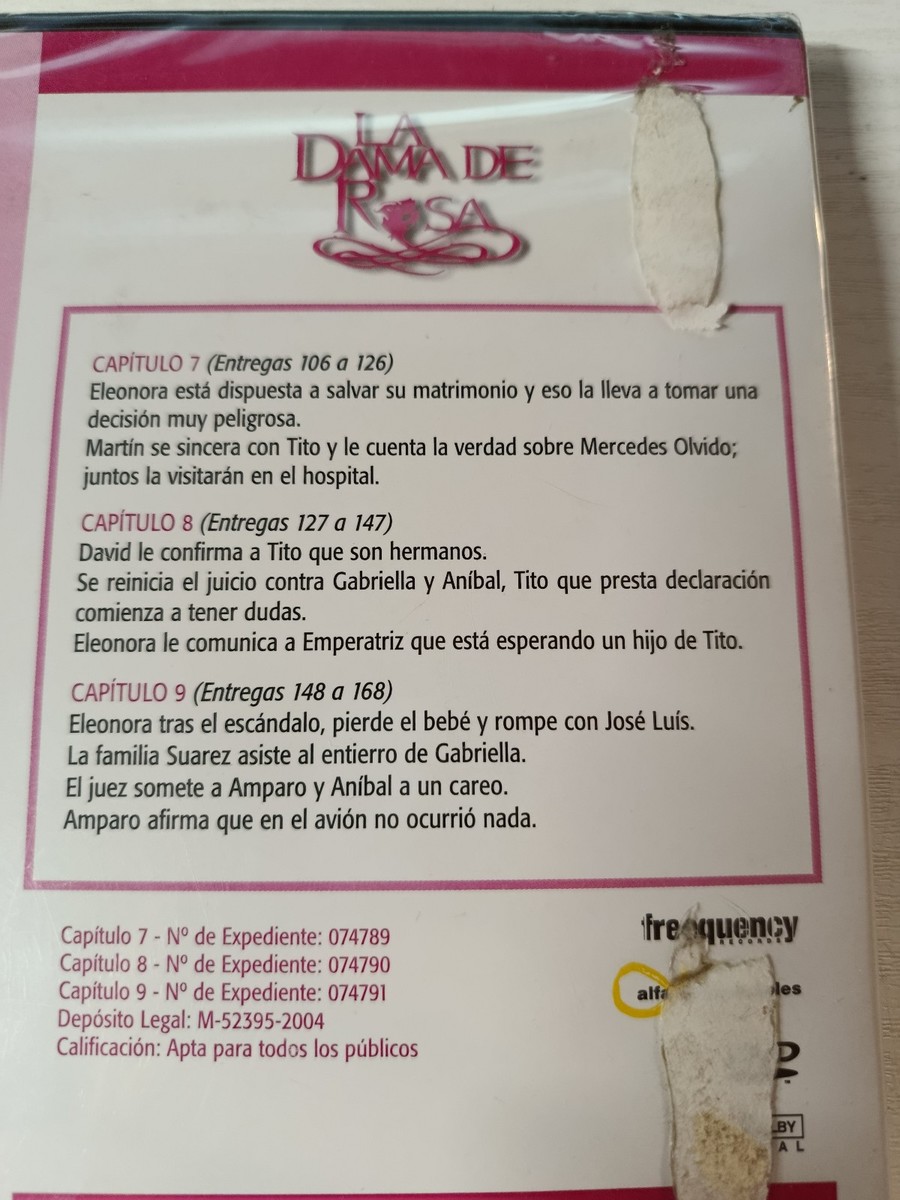 LA
DAMA DE
ROSA
CAPÍTULO 7 (Entregas 106 a 126)
Eleonora está dispuesta a salvar su matrimonio y eso la lleva a tomar una
decisión muy peligrosa.
Martín se sincera con Tito y le cuenta la verdad sobre Mercedes Olvido;
juntos la visitarán en el hospital.
CAPÍTULO 8 (Entregas 127 a 147)
David le confirma a Tito que son hermanos.
Se reinicia el juicio contra Gabriella y Aníbal, Tito que presta declaración
comienza a tener dudas.
Eleonora le comunica a Emperatriz que está esperando un hijo de Tito.
CAPÍTULO 9 (Entregas 148 a 168)
Eleonora tras el escándalo, pierde el bebé y rompe con José Luís.
La familia Suarez asiste al entierro de Gabriella.
El juez somete a Amparo y Aníbal a un careo.
Amparo afirma que en el avión no ocurrió nada.
Capítulo 7 - Nº de Expediente: 074789
Capítulo 8 - Nº de Expediente: 074790
Capítulo 9 - Nº de Expediente: 074791
Depósito Legal: M-52395-2004
Calificación: Apta para todos los públicos